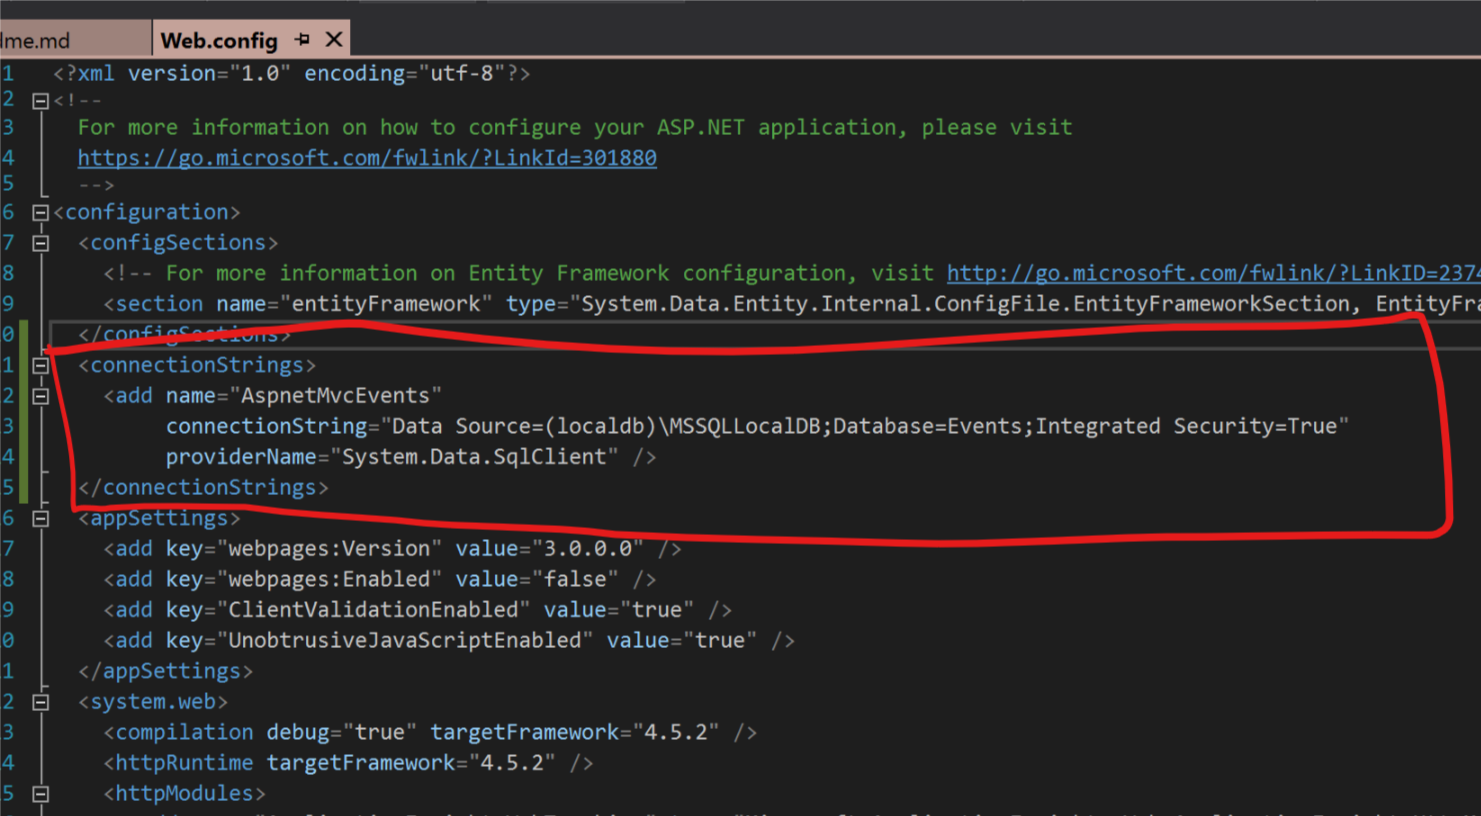 me.md Web.config
1 <?xml version="1.0" encoding="utf-8"?>
2 <!--
3 For more information on how to configure your ASP.NET application, please visit
4 https://go.microsoft.com/fwlink/?LinkId=301880
5 -->
6 <configuration>
7 <configSections>
8 <!-- For more information on Entity Framework configuration, visit http://go.microsoft.com/fwlink/?LinkID=2374
9 <section name="entityFramework" type="System.Data.Entity.Internal.ConfigFile.EntityFrameworkSection, EntityFra
0 </configSections>
1 <connectionStrings>
2 <add name="AspnetMvcEvents"
3 connectionString="Data Source=(localdb)\MSSQLLocalDB;Database=Events;Integrated Security=True"
4 providerName="System.Data.SqlClient" />
5 </connectionStrings>
6 <appSettings>
7 <add key="webpages:Version" value="3.0.0.0" />
8 <add key="webpages:Enabled" value="false" />
9 <add key="ClientValidationEnabled" value="true" />
0 <add key="UnobtrusiveJavaScriptEnabled" value="true" />
1 </appSettings>
2 <system.web>
3 <compilation debug="true" targetFramework="4.5.2" />
4 <httpRuntime targetFramework="4.5.2" />
5 <httpModules>